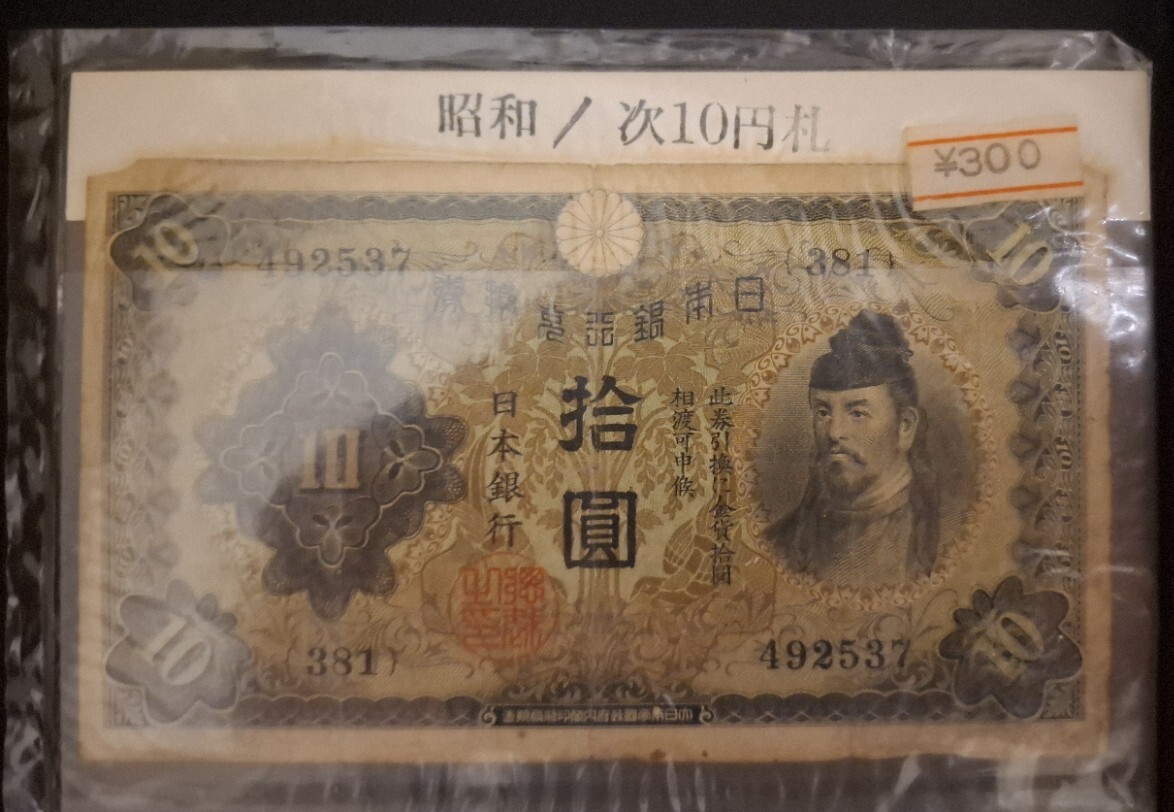 昭和 / 次10円札
¥300
10
10
492537
{381}
日本銀行兌換券
拾圓
日本銀行
此券引換に金貨拾圓
相渡可申候
10
10
{381}
492537
10